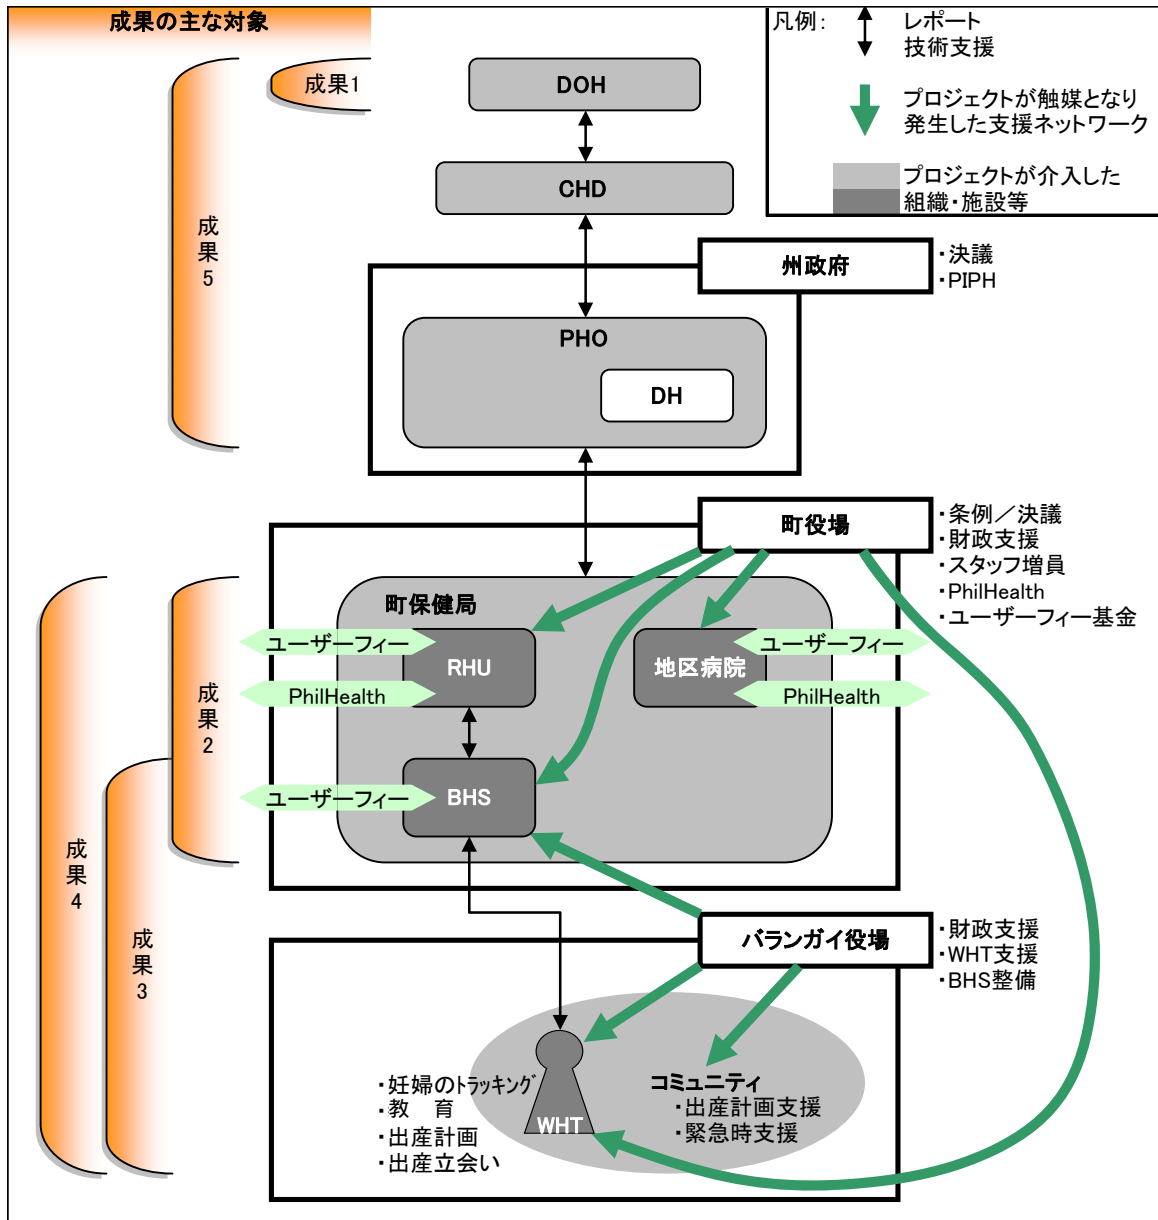 成果の主な対象
凡例：
レポート
技術支援
プロジェクトが触媒となり
発生した支援ネットワーク
プロジェクトが介入した
組織・施設等
成果1
DOH
CHD
成果5
州政府
・決議
・PIPH
PHO
DH
町役場
・条例／決議
・財政支援
・スタッフ増員
・PhilHealth
・ユーザーフィー基金
町保健局
ユーザーフィー
RHU
PhilHealth
地区病院
ユーザーフィー
PhilHealth
成果2
ユーザーフィー
BHS
成果4
成果3
バランガイ役場
・財政支援
・WHT支援
・BHS整備
・妊婦のトラッキング
・教　育
・出産計画
・出産立会い
WHT
コミュニティ
・出産計画支援
・緊急時支援